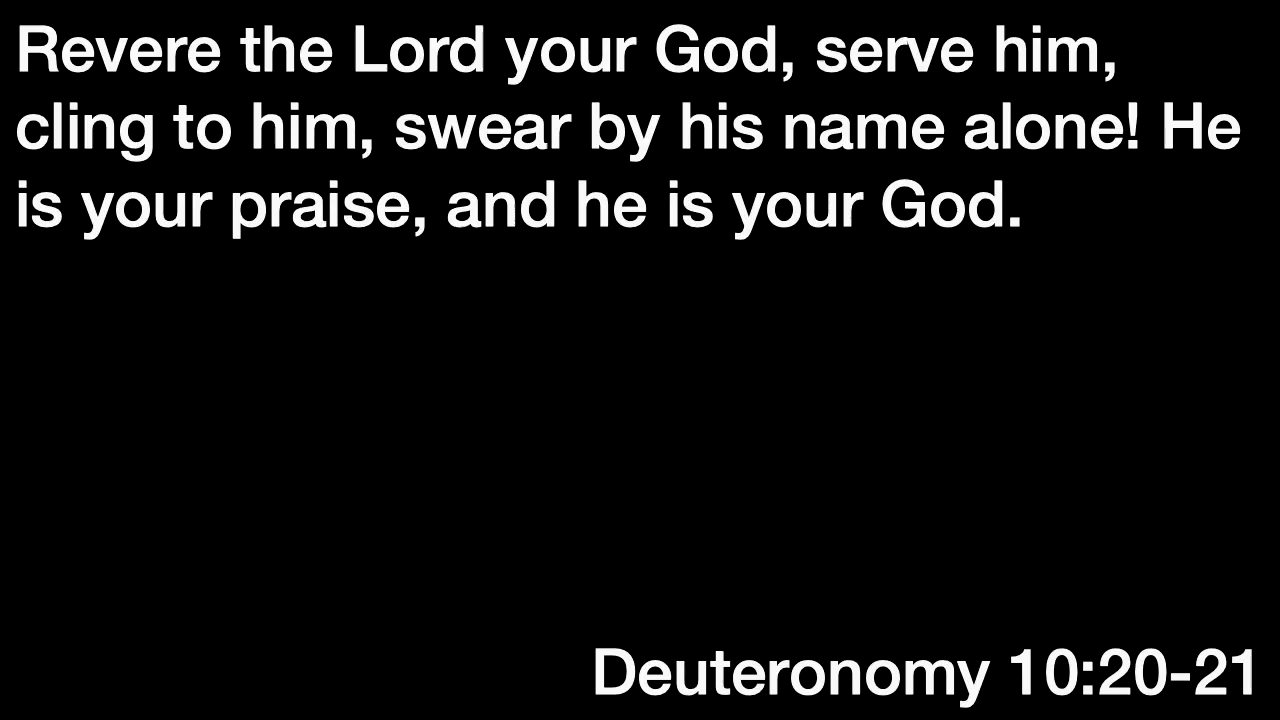 Revere the Lord your God, serve him,
cling to him, swear by his name alone! He
is your praise, and he is your God.
Deuteronomy 10:20-21